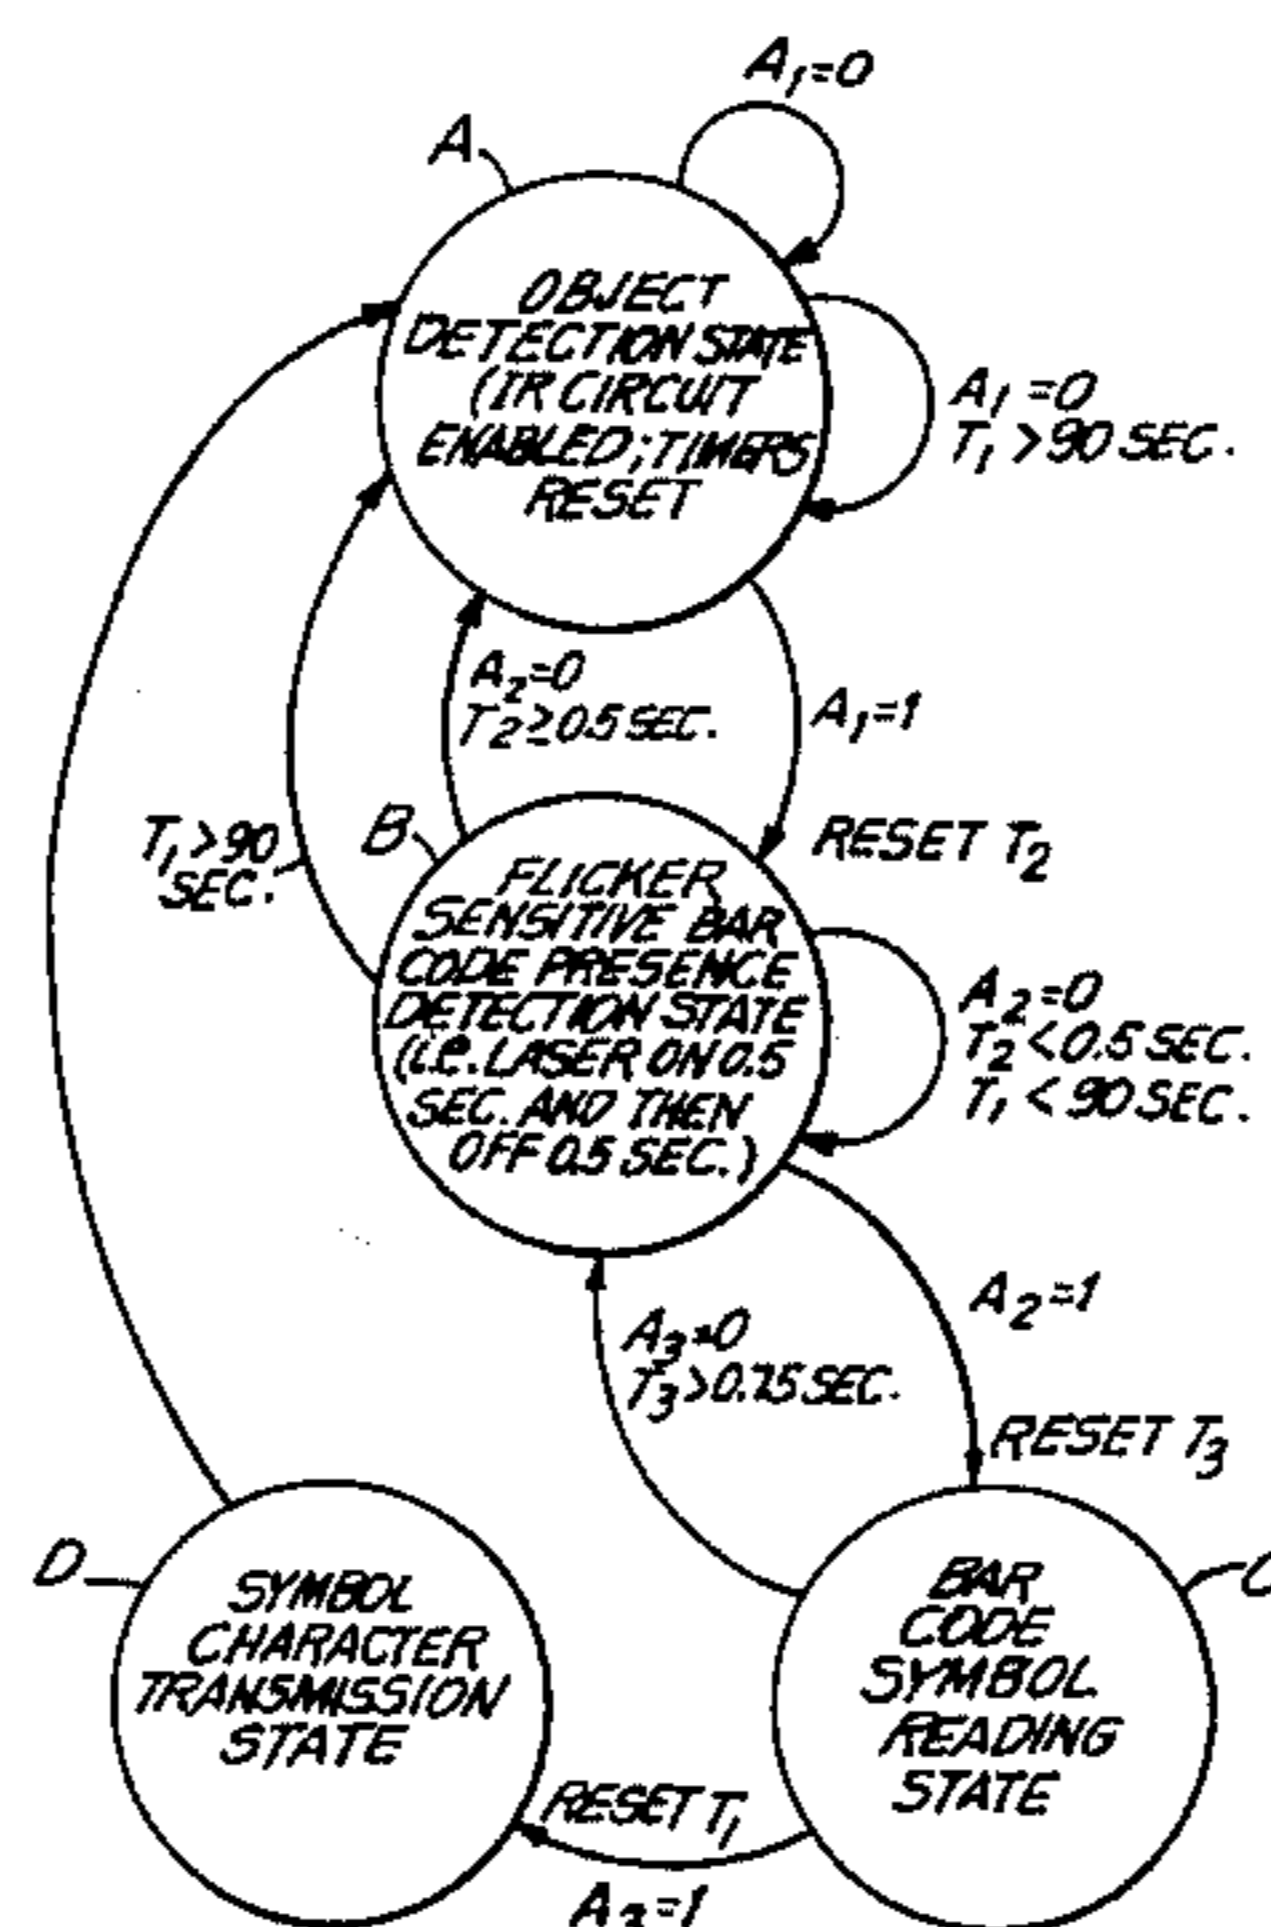 A₁=0
A
OBJECT
DETECTION STATE
(IR CIRCUIT
ENABLED; TIMERS
RESET
A₁=0
T₁>90 SEC.
A₂=0
T₂≥0.5 SEC.
A₁=1
RESET T₂
T₁>90
SEC.
B
FLICKER
SENSITIVE BAR
CODE PRESENCE
DETECTION STATE
(i.e. LASER ON 0.5
SEC. AND THEN
OFF 0.5 SEC.)
A₂=0
T₂<0.5 SEC.
T₁<90 SEC.
A₂=1
A₃=0
T₃>0.75 SEC.
RESET T₃
D
SYMBOL
CHARACTER
TRANSMISSION
STATE
C
BAR
CODE
SYMBOL
READING
STATE
RESET T₁
A₃=1